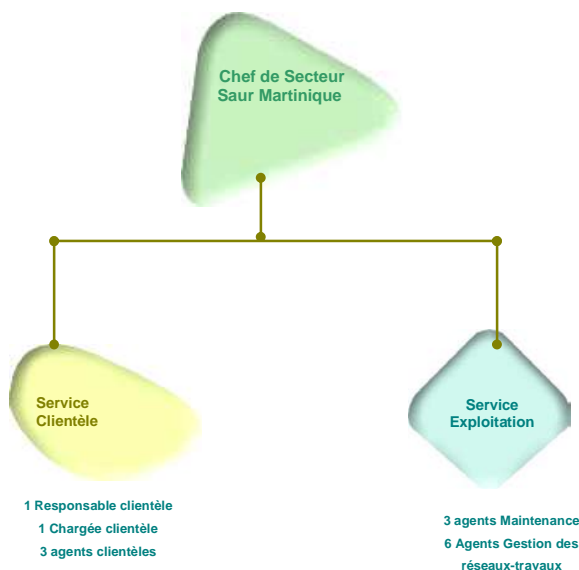 Chef de Secteur
Saur Martinique
Service
Clientèle
1 Responsable clientèle
1 Chargée clientèle
3 agents clientèles
Service
Exploitation
3 agents Maintenance
6 Agents Gestion des
réseaux-travaux